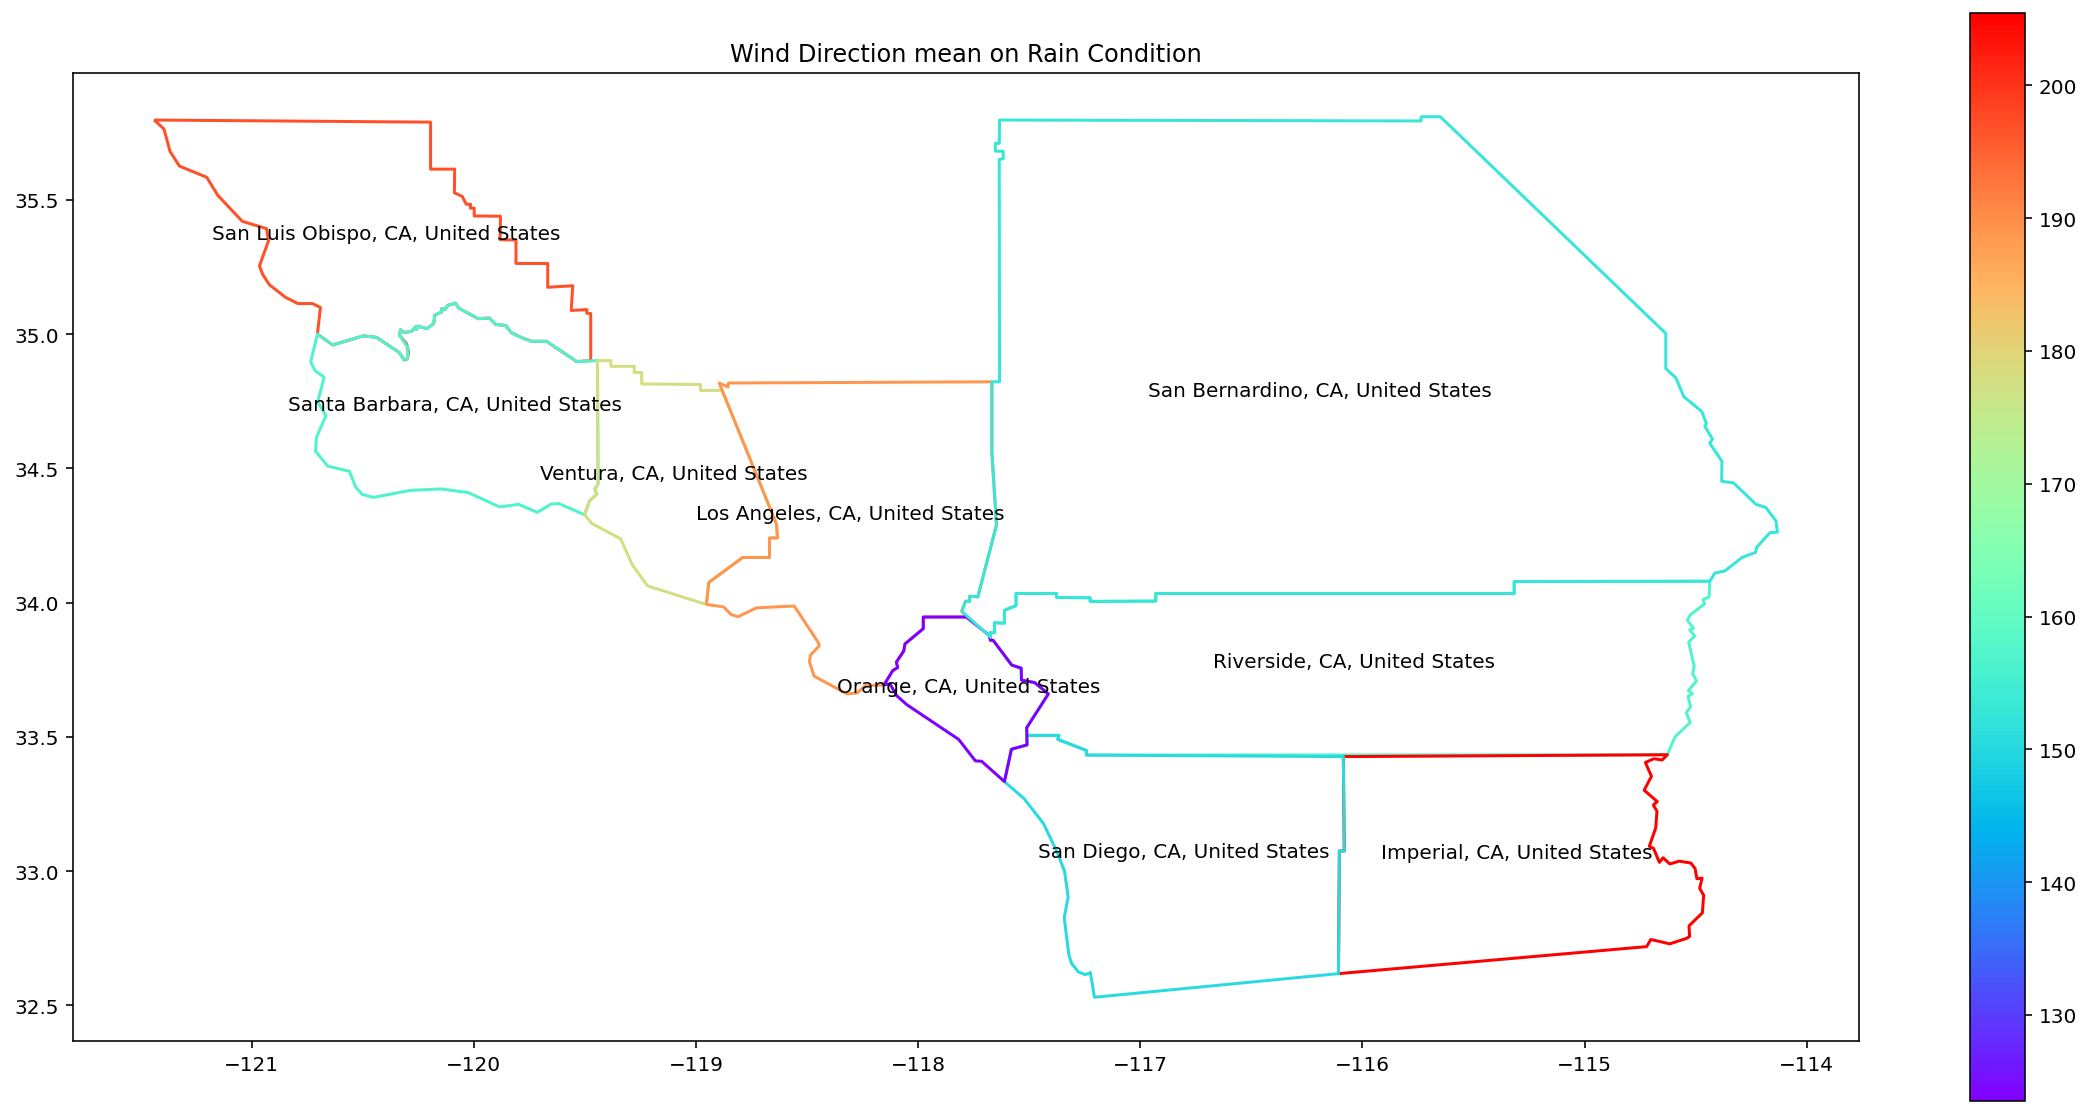 Wind Direction mean on Rain Condition
200
190
180
170
160
150
140
130
35.5
35.0
34.5
34.0
33.5
33.0
32.5
San Luis Obispo, CA, United States
San Bernardino, CA, United States
Santa Barbara, CA, United States
Ventura, CA, United States
Los Angeles, CA, United States
Riverside, CA, United States
Orange, CA, United States
San Diego, CA, United States
Imperial, CA, United States
−121
−120
−119
−118
−117
−116
−115
−114